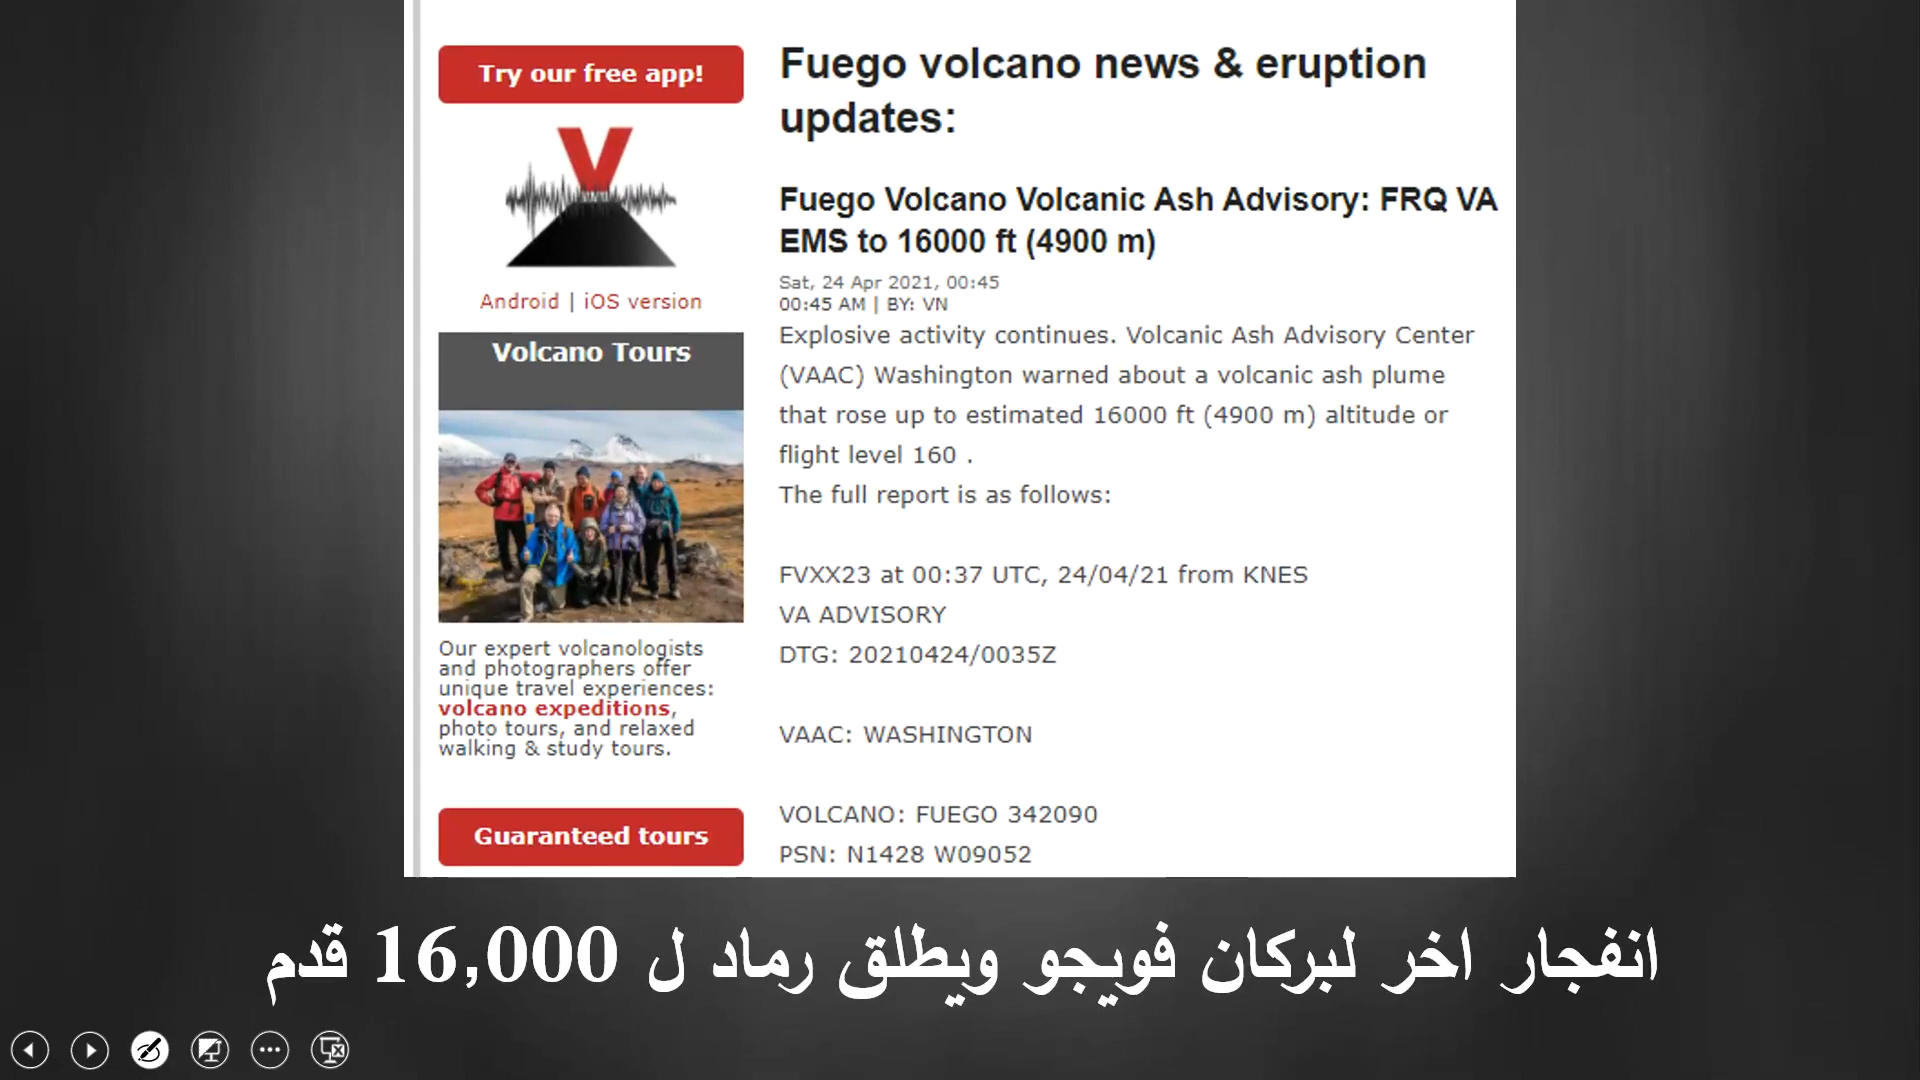 Try our free app!
V
Android | iOS version
Volcano Tours
Our expert volcanologists
and photographers offer
unique travel experiences:
volcano expeditions,
photo tours, and relaxed
walking & study tours.
Guaranteed tours
Fuego volcano news & eruption
updates:
Fuego Volcano Volcanic Ash Advisory: FRQ VA
EMS to 16000 ft (4900 m)
Sat, 24 Apr 2021, 00:45
00:45 AM | BY: VN
Explosive activity continues. Volcanic Ash Advisory Center
(VAAC) Washington warned about a volcanic ash plume
that rose up to estimated 16000 ft (4900 m) altitude or
flight level 160 .
The full report is as follows:
FVXX23 at 00:37 UTC, 24/04/21 from KNES
VA ADVISORY
DTG: 20210424/0035Z
VAAC: WASHINGTON
VOLCANO: FUEGO 342090
PSN: N1428 W09052
انفجار اخر لبركان فويجو ويطلق رماد ل 16,000 قدم